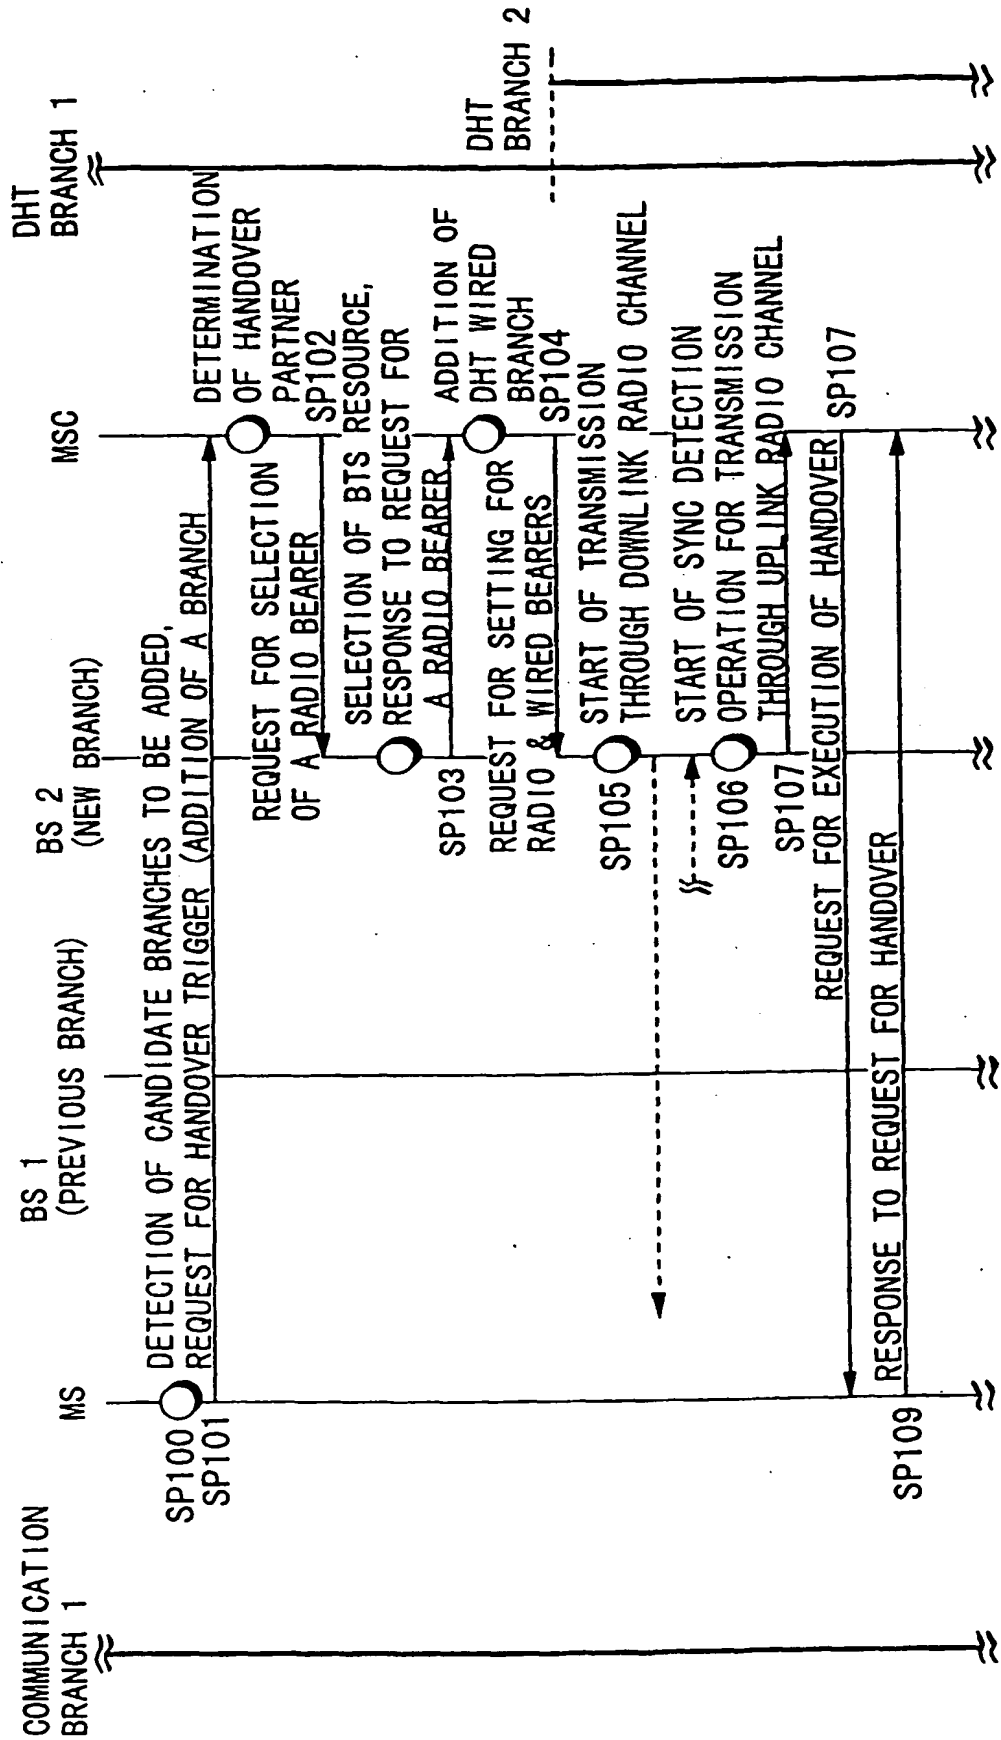 COMMUNICATION
BRANCH 1
MS
BS 1
(PREVIOUS BRANCH)
BS 2
(NEW BRANCH)
MSC
DHT
BRANCH 1
SP100
SP101
DETECTION OF CANDIDATE BRANCHES TO BE ADDED,
REQUEST FOR HANDOVER TRIGGER (ADDITION OF A BRANCH
DETERMINATION
OF HANDOVER
PARTNER
SP102
REQUEST FOR SELECTION
OF A RADIO BEARER
SELECTION OF BTS RESOURCE,
RESPONSE TO REQUEST FOR
A RADIO BEARER
SP103
ADDITION OF
DHT WIRED
BRANCH
SP104
DHT
BRANCH 2
REQUEST FOR SETTING FOR
RADIO & WIRED BEARERS
SP105
START OF TRANSMISSION
THROUGH DOWNLINK RADIO CHANNEL
START OF SYNC DETECTION
SP106
OPERATION FOR TRANSMISSION
THROUGH UPLINK RADIO CHANNEL
SP107
SP107
REQUEST FOR EXECUTION OF HANDOVER
RESPONSE TO REQUEST FOR HANDOVER
SP109